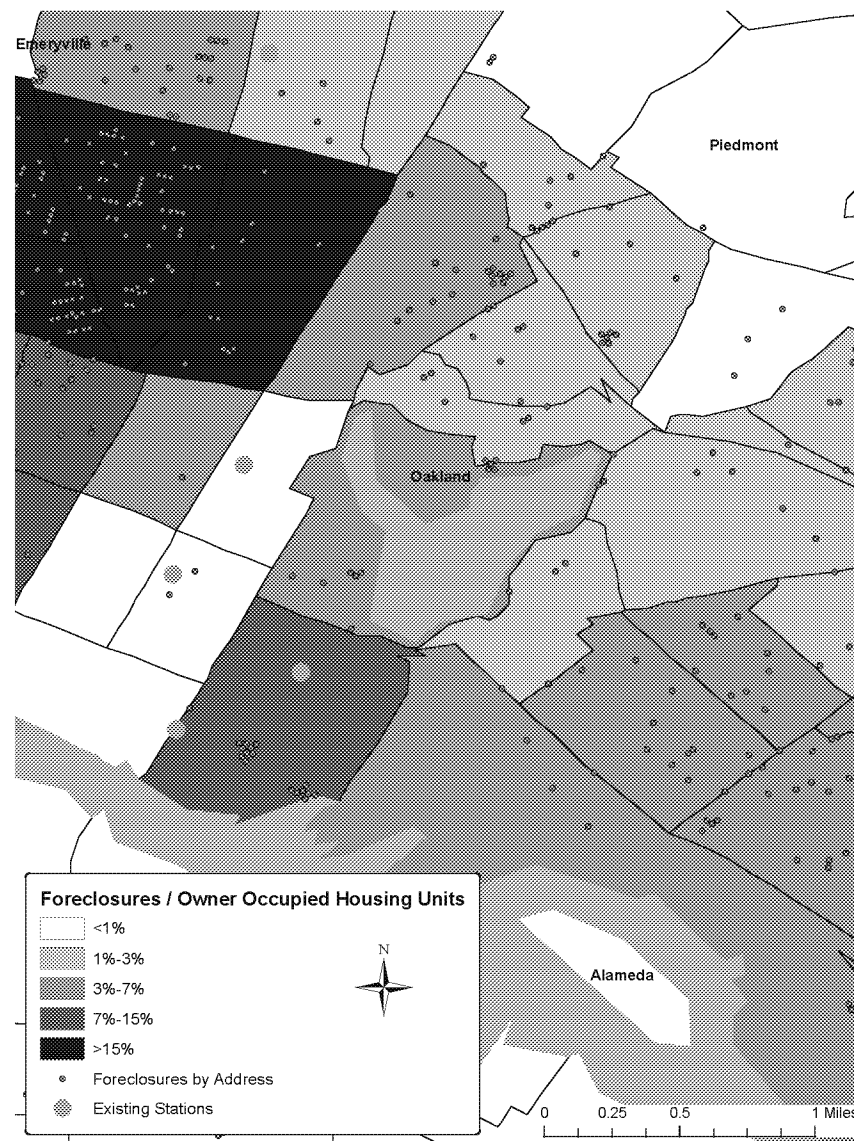 Emeryville
Piedmont
Oakland
Alameda
Foreclosures / Owner Occupied Housing Units
<1%
1%-3%
3%-7%
7%-15%
>15%
Foreclosures by Address
Existing Stations
N
0 0.25 0.5 1 Miles